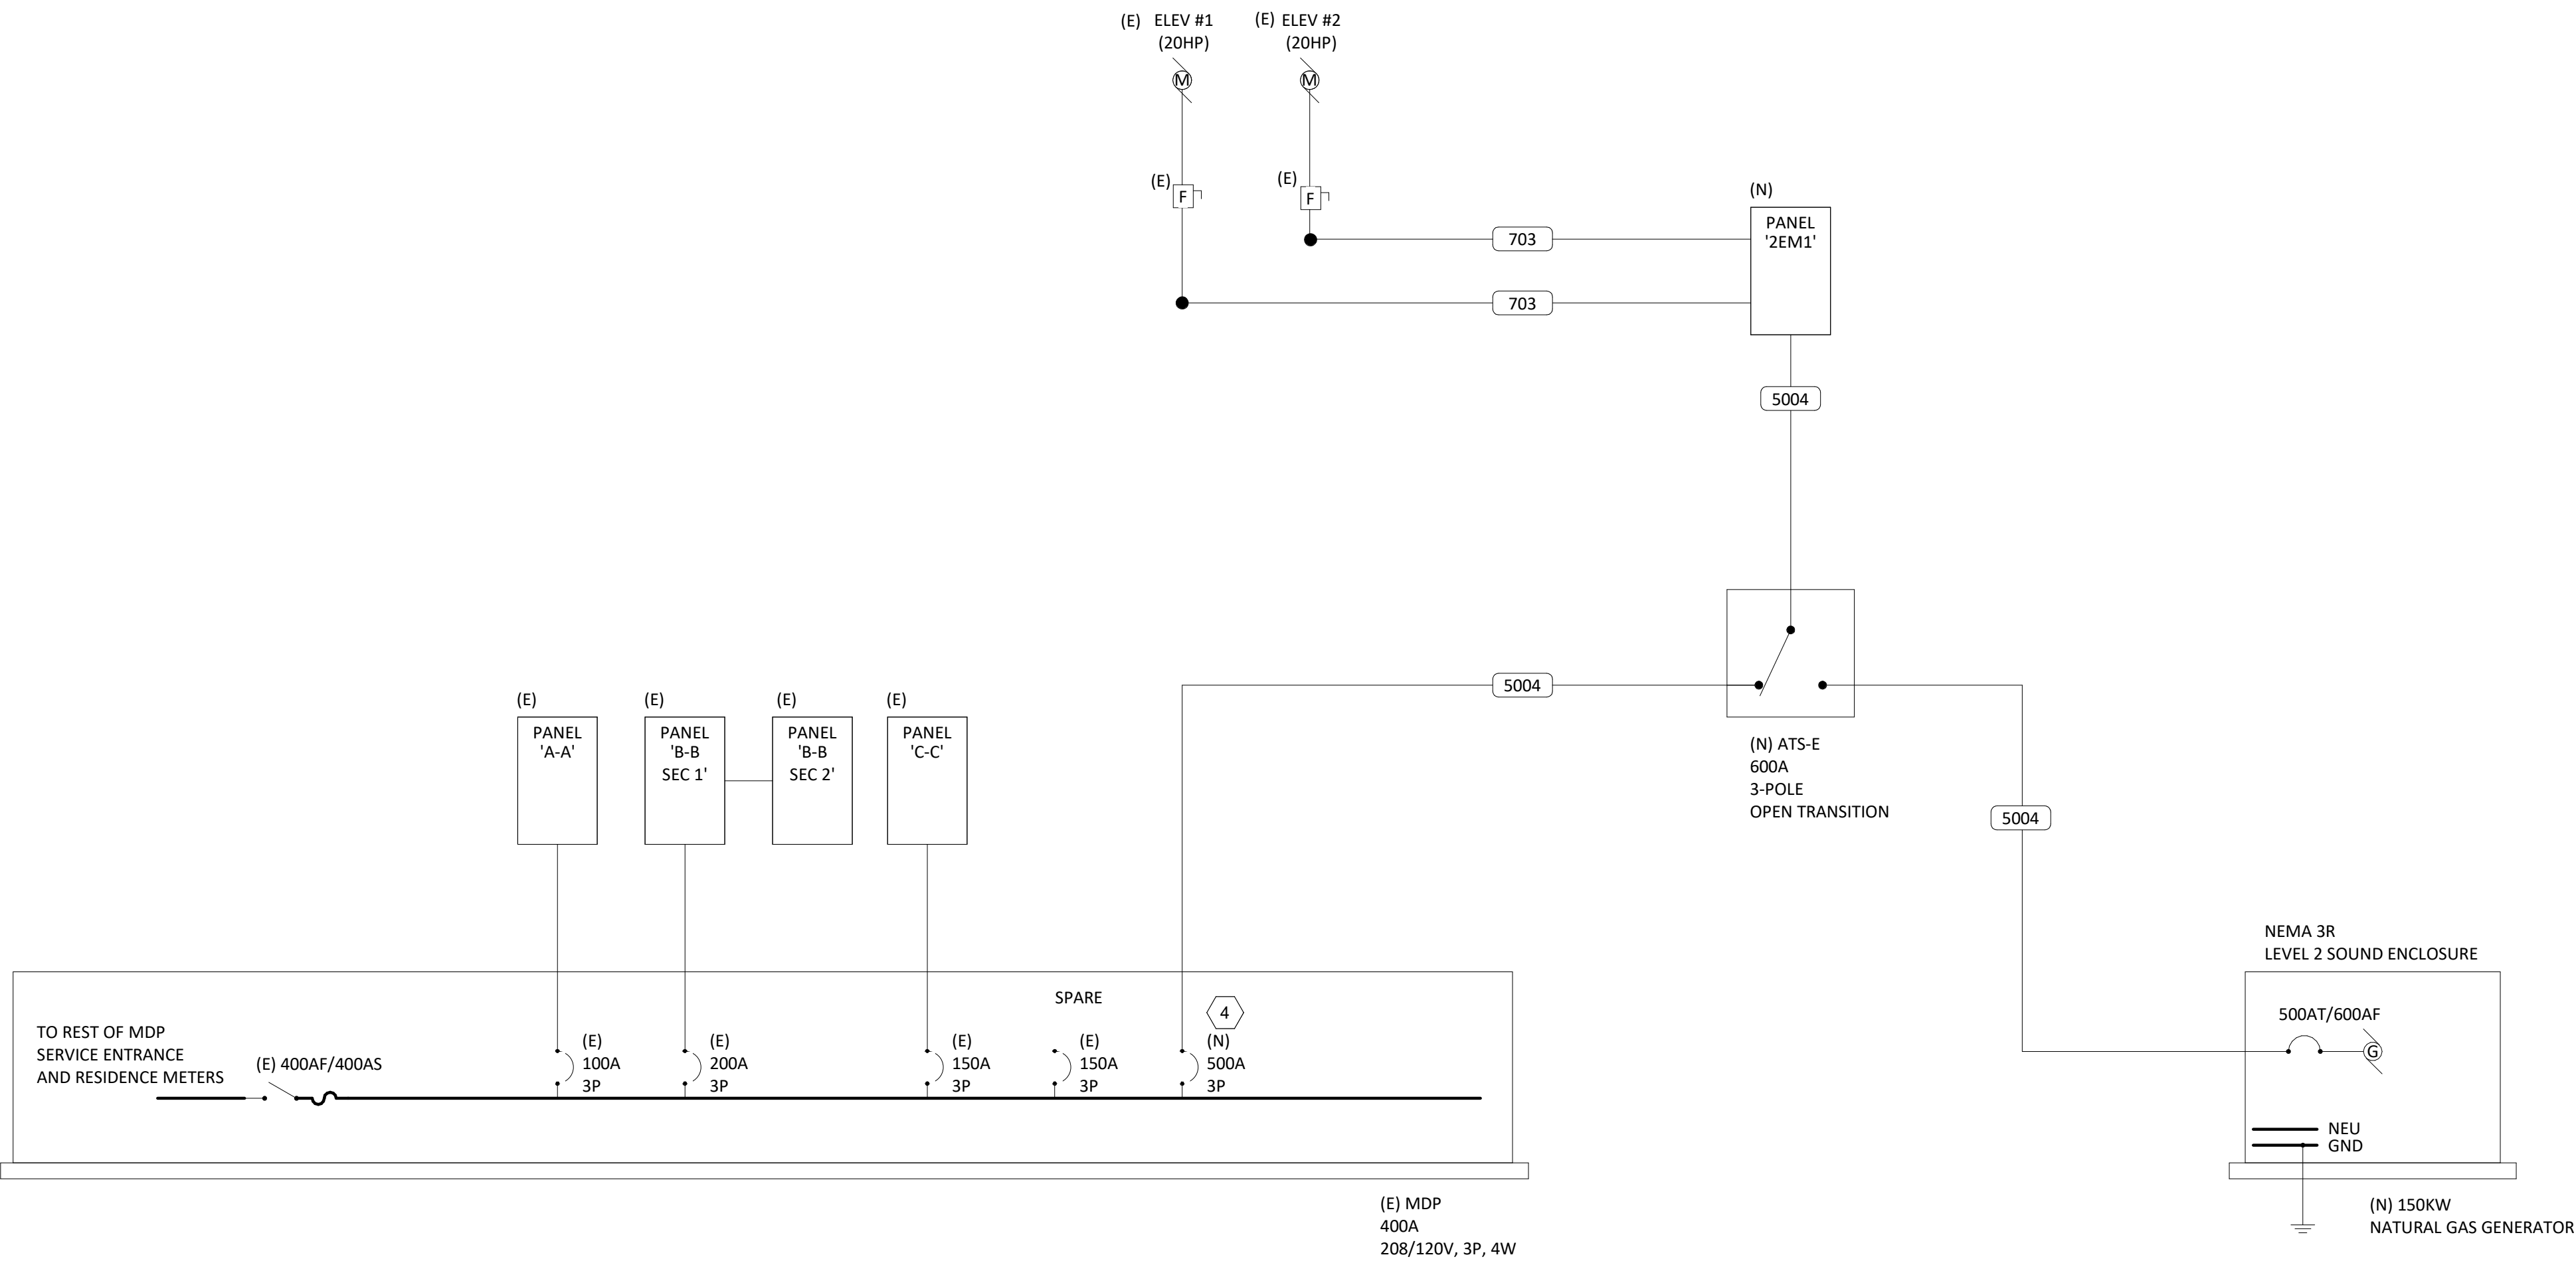 (E) ELEV #1
(20HP)
M
(E) ELEV #2
(20HP)
M
(E)
F
(E)
F
703
703
(N)
PANEL
'2EM1'
5004
5004
(N) ATS-E
600A
3-POLE
OPEN TRANSITION
5004
(E)
PANEL
'A-A'
(E)
PANEL
'B-B
SEC 1'
(E)
PANEL
'B-B
SEC 2'
(E)
PANEL
'C-C'
TO REST OF MDP
SERVICE ENTRANCE
AND RESIDENCE METERS
(E) 400AF/400AS
(E)
100A
3P
(E)
200A
3P
(E)
150A
3P
SPARE
(E)
150A
3P
4
(N)
500A
3P
(E) MDP
400A
208/120V, 3P, 4W
NEMA 3R
LEVEL 2 SOUND ENCLOSURE
500AT/600AF
G
NEU
GND
(N) 150KW
NATURAL GAS GENERATOR